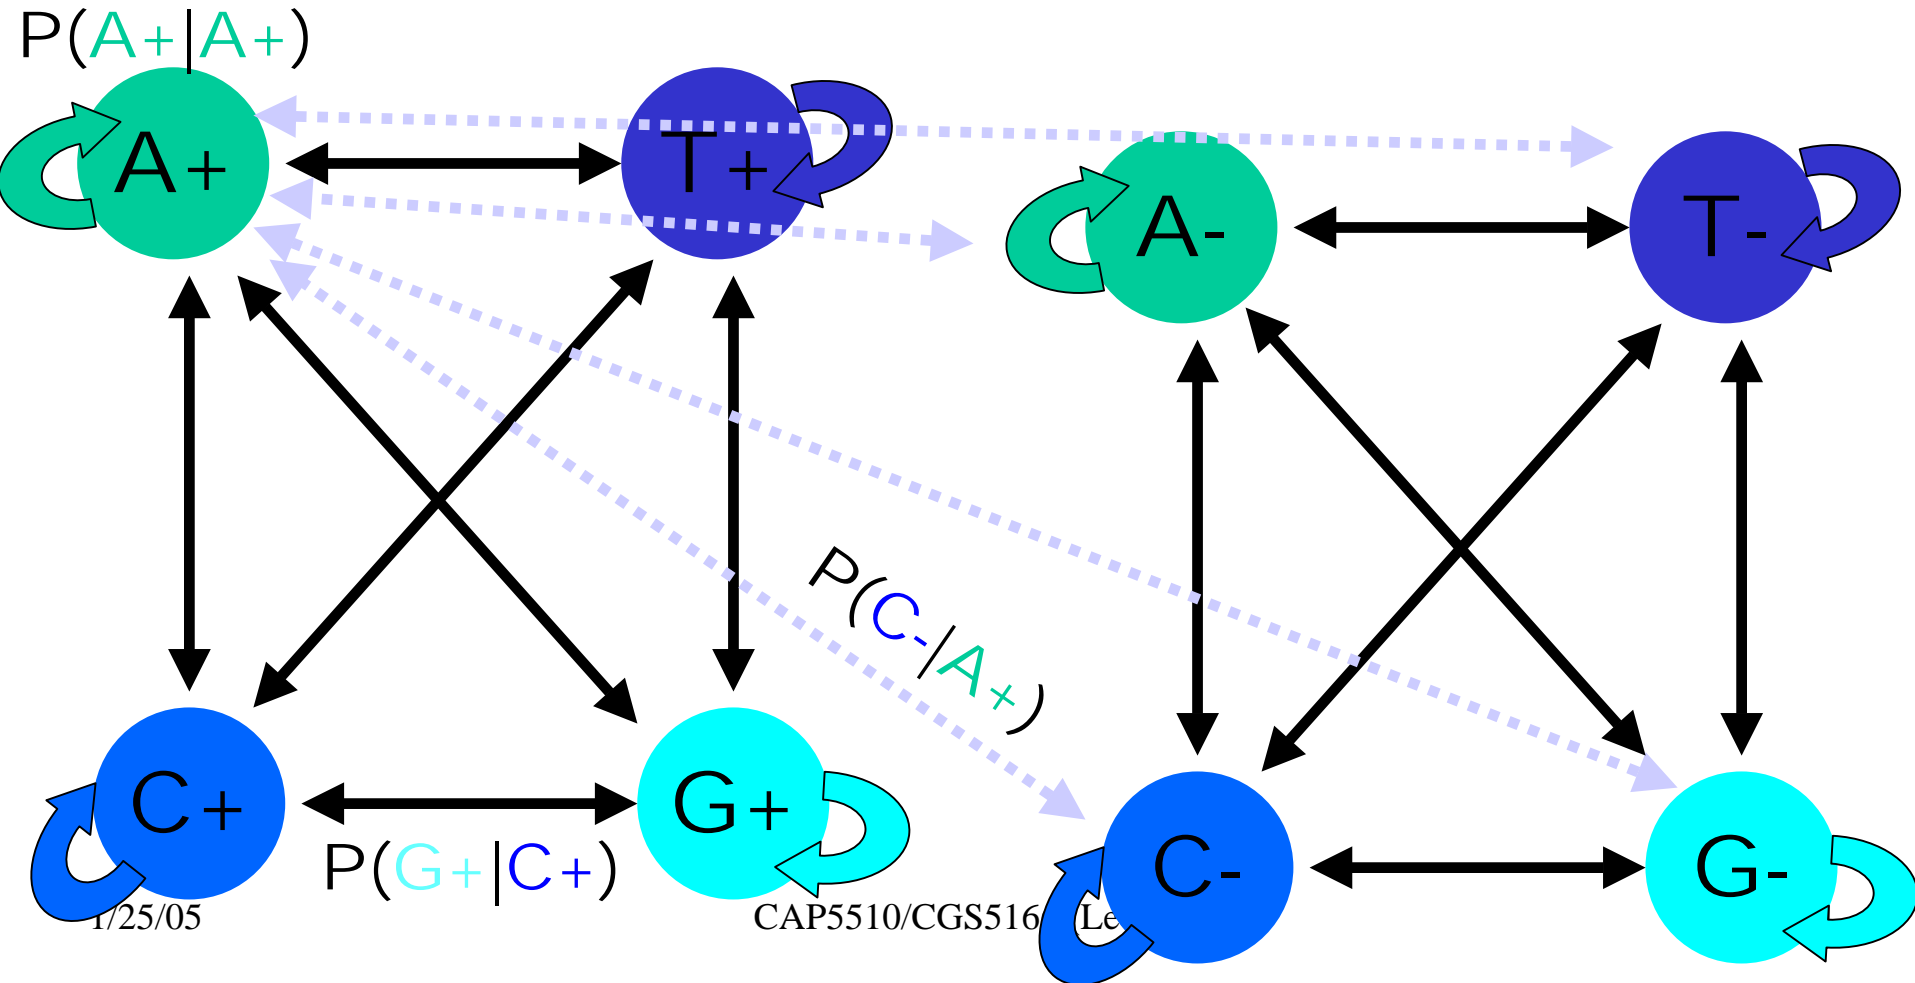 P(A+|A+)
A+
T+
A-
T-
P(C-|A+)
C+
G+
P(G+|C+)
C-
G-
1/25/05
CAP5510/CGS516